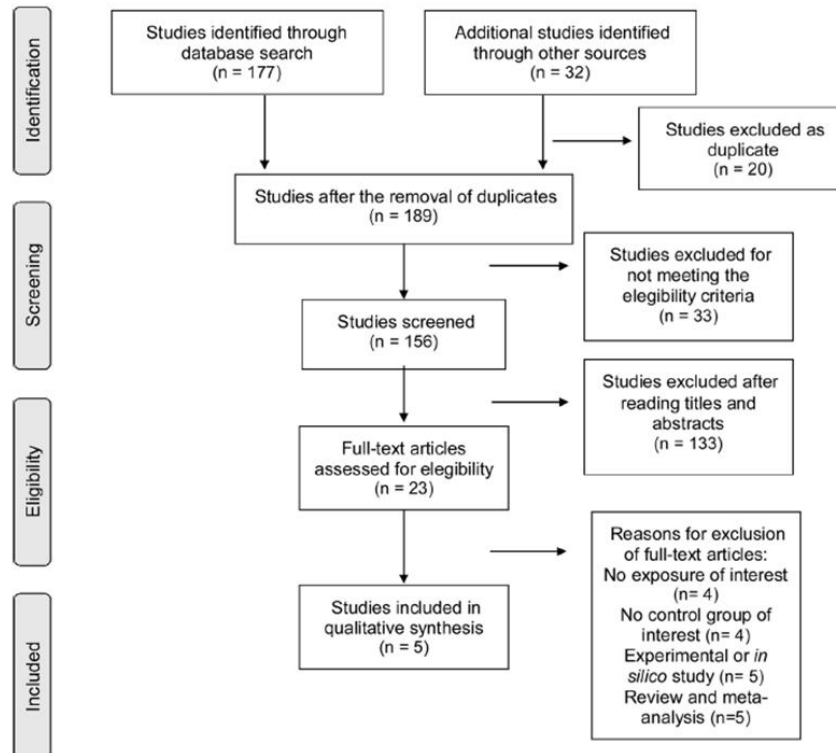 Identification
Studies identified through
database search
(n = 177)
Additional studies identified
through other sources
(n = 32)
Studies excluded as
duplicate
(n = 20)
Studies after the removal of duplicates
(n = 189)
Screening
Studies excluded for
not meeting the
elegibility criteria
(n = 33)
Studies screened
(n = 156)
Studies excluded after
reading titles and
abstracts
(n = 133)
Eligibility
Full-text articles
assessed for elegibility
(n = 23)
Reasons for exclusion
of full-text articles:
No exposure of interest
(n= 4)
No control group of
interest (n= 4)
Experimental or in
silico study (n= 5)
Review and meta-
analysis (n=5)
Included
Studies included in
qualitative synthesis
(n = 5)